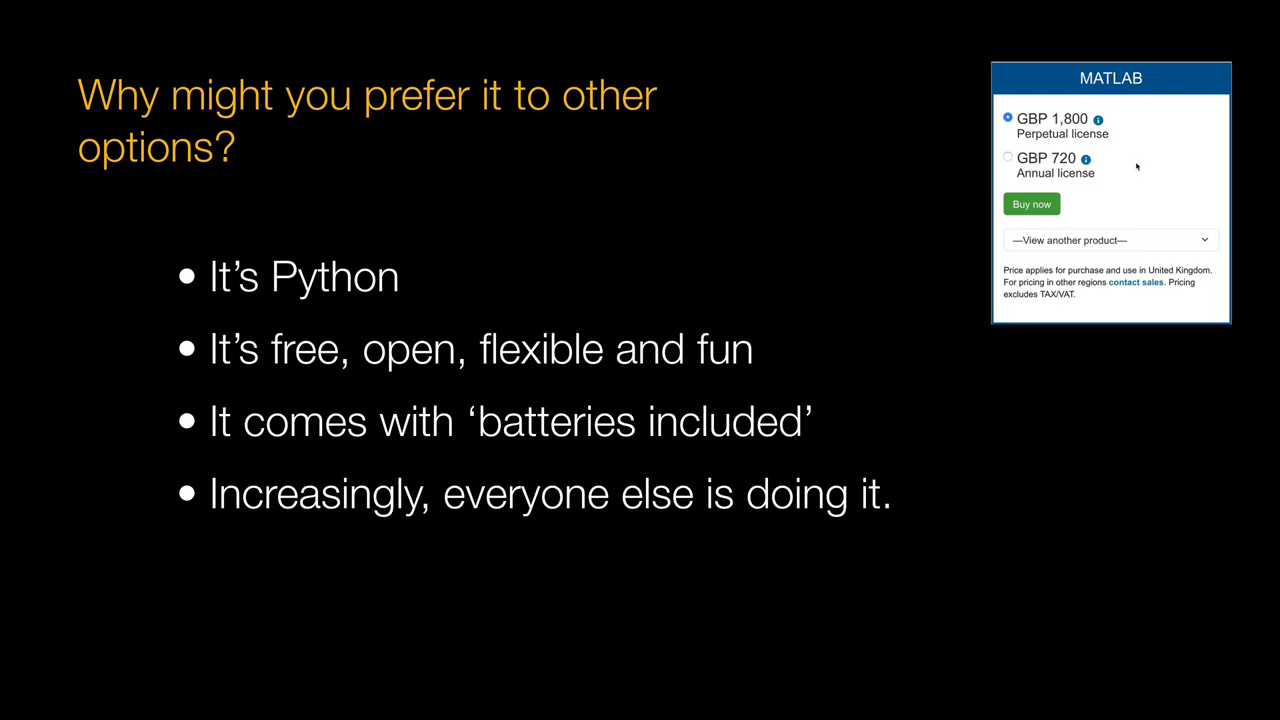 Why might you prefer it to other
options?
• It’s Python
• It’s free, open, flexible and fun
• It comes with ‘batteries included’
• Increasingly, everyone else is doing it.
MATLAB
GBP 1,800
Perpetual license
GBP 720
Annual license
Buy now
—View another product—
Price applies for purchase and use in United Kingdom.
For pricing in other regions contact sales. Pricing
excludes TAX/VAT.